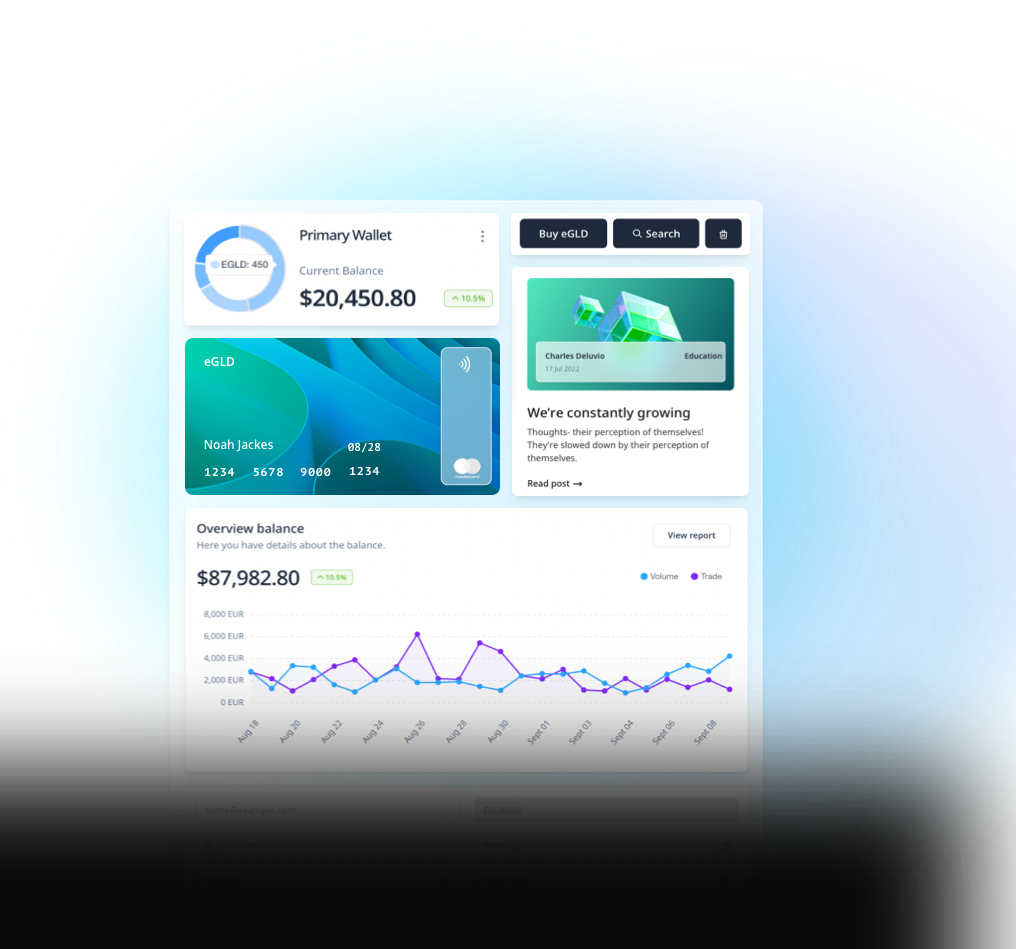 Primary Wallet
EGLD: 450
Current Balance
$20,450.80
10.5%
Buy eGLD
Search
eGLD
Noah Jackes
08/28
1234 5678 9000 1234
mastercard
Charles Deluvio
Education
17 Jul 2022
We're constantly growing
Thoughts- their perception of themselves!
They're slowed down by their perception of
themselves.
Read post →
Overview balance
Here you have details about the balance.
View report
$87,982.80
10.5%
Volume
Trade
8,000 EUR
6,000 EUR
4,000 EUR
2,000 EUR
0 EUR
Aug 18
Aug 20
Aug 22
Aug 24
Aug 26
Aug 28
Aug 30
Sept 01
Sept 03
Sept 04
Sept 06
Sept 08
name@example.com
Disabled